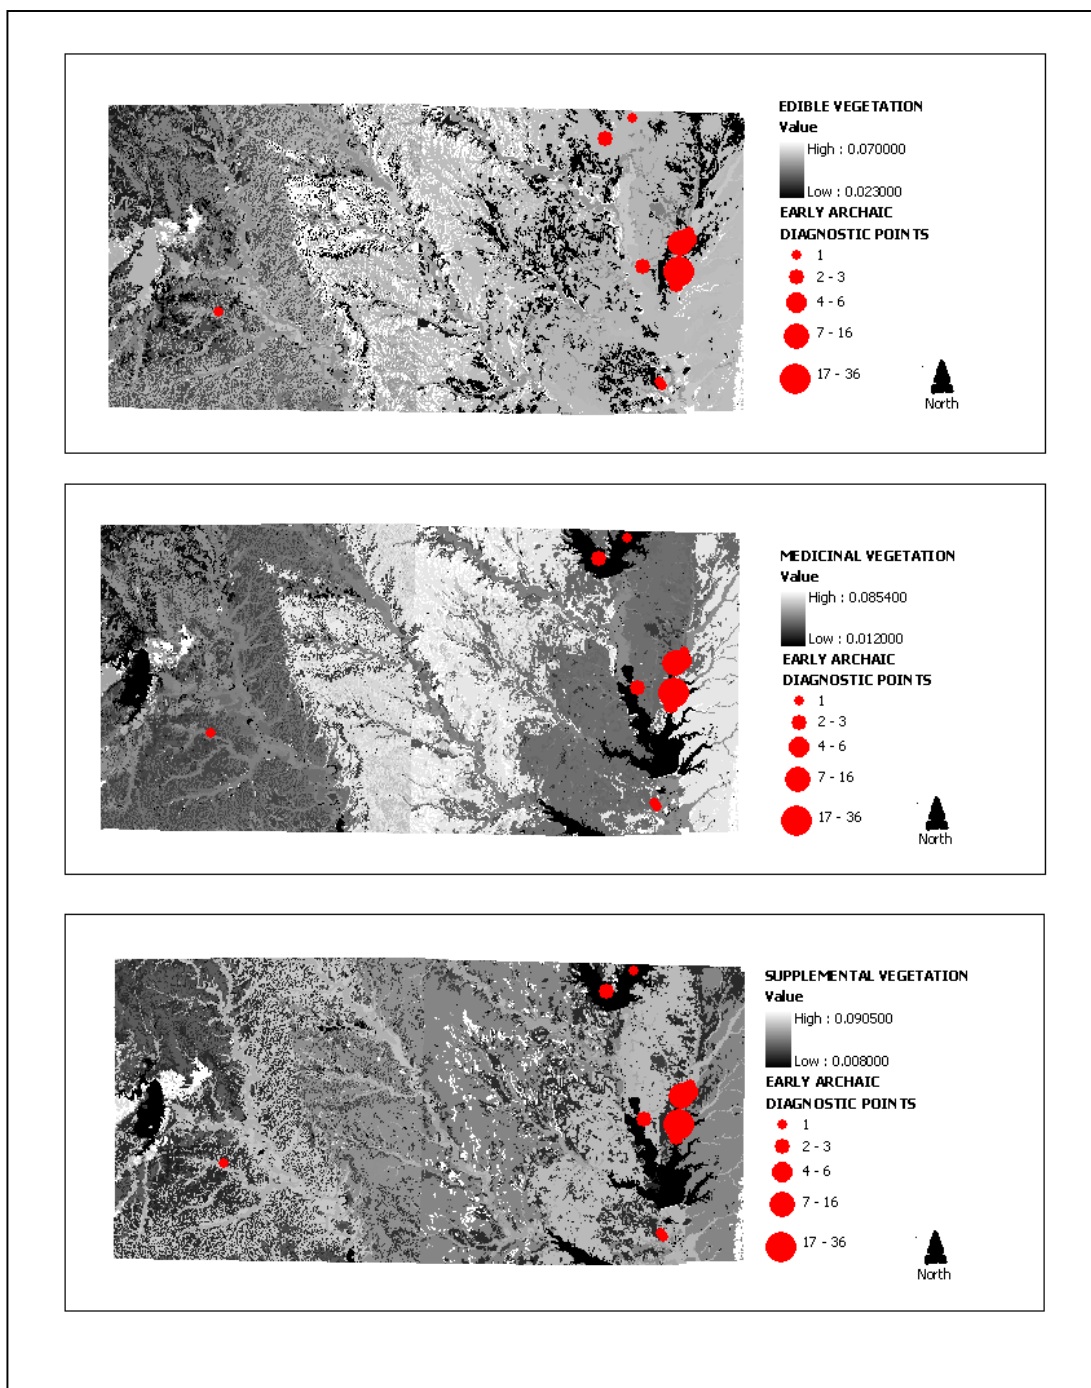 EDIBLE VEGETATION
Value
High : 0.070000
Low : 0.023000
EARLY ARCHAIC
DIAGNOSTIC POINTS
1
2 - 3
4 - 6
7 - 16
17 - 36
North
MEDICINAL VEGETATION
Value
High : 0.085400
Low : 0.012000
EARLY ARCHAIC
DIAGNOSTIC POINTS
1
2 - 3
4 - 6
7 - 16
17 - 36
North
SUPPLEMENTAL VEGETATION
Value
High : 0.090500
Low : 0.008000
EARLY ARCHAIC
DIAGNOSTIC POINTS
1
2 - 3
4 - 6
7 - 16
17 - 36
North